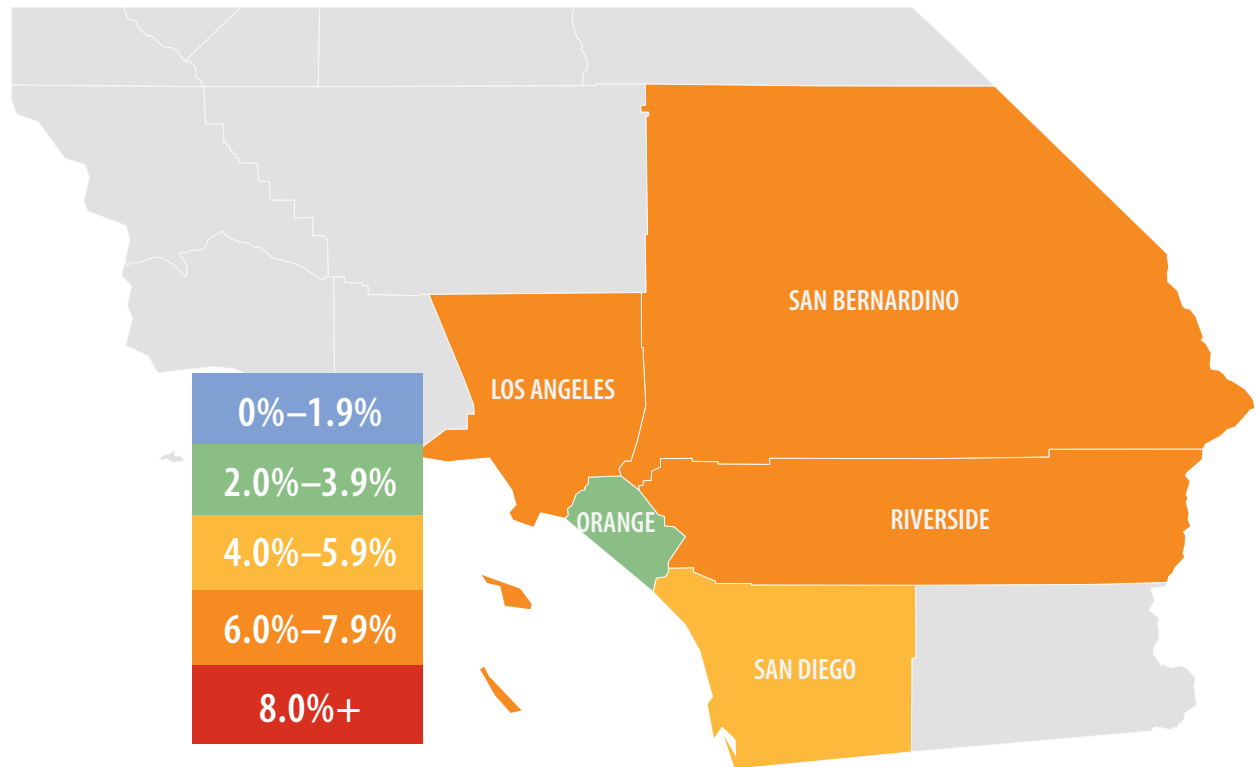 SAN BERNARDINO
LOS ANGELES
0%–1.9%
2.0%–3.9%
4.0%–5.9%
6.0%–7.9%
8.0%+
ORANGE
RIVERSIDE
SAN DIEGO